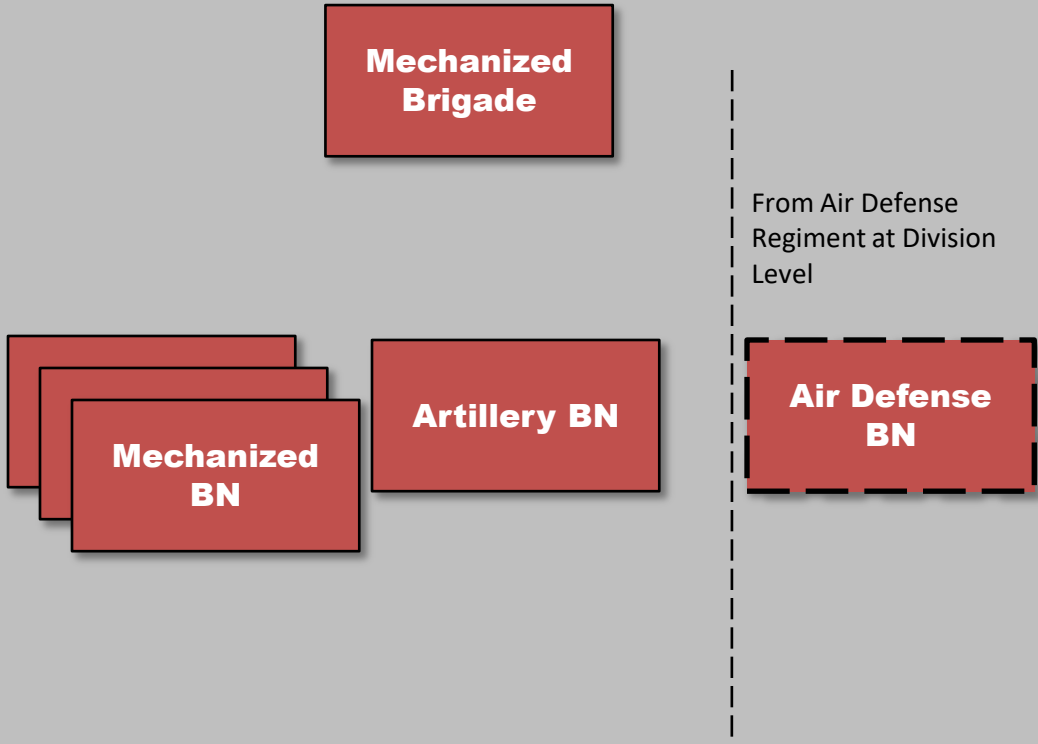 Mechanized
Brigade
From Air Defense
Regiment at Division
Level
Mechanized
BN
Artillery BN
Air Defense
BN